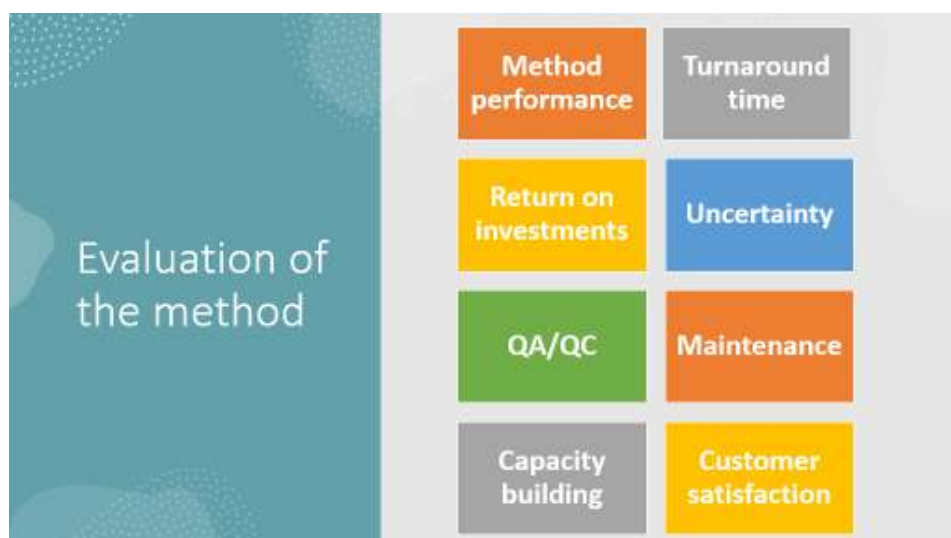 Evaluation of
the method
Method
performance
Turnaround
time
Return on
investments
Uncertainty
QA/QC
Maintenance
Capacity
building
Customer
satisfaction